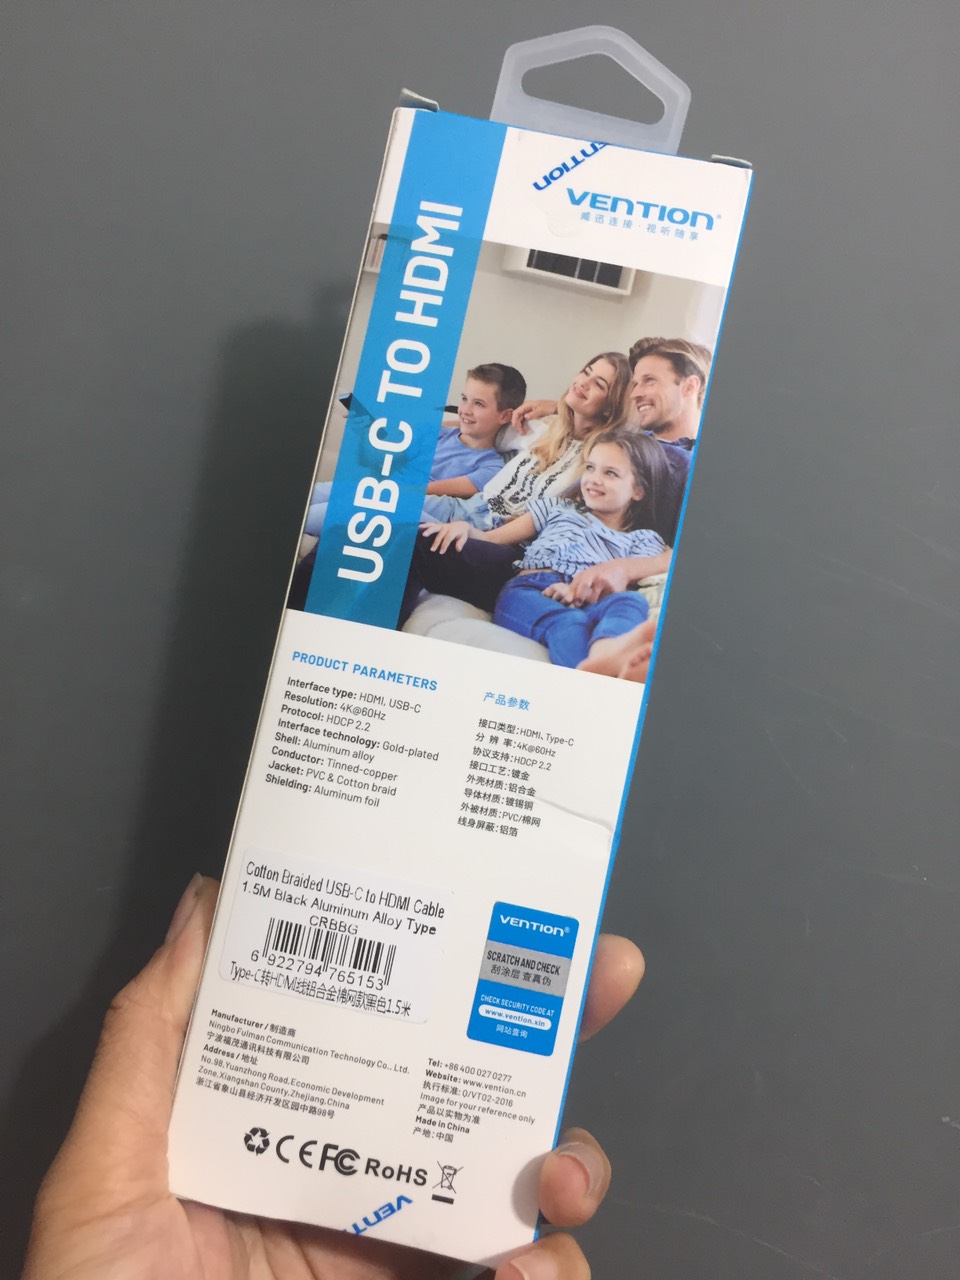 VENTION
VENTION®
威迅连接·视听随享
USB-C TO HDMI
PRODUCT PARAMETERS
Interface type: HDMI, USB-C
Resolution: 4K@60Hz
Protocol: HDCP 2.2
Interface technology: Gold-plated
Shell: Aluminum alloy
Conductor: Tinned-copper
Jacket: PVC & Cotton braid
Shielding: Aluminum foil
产品参数
接口类型:HDMI、Type-C
分 辨 率:4K@60Hz
协议支持:HDCP 2.2
接口工艺:镀金
外壳材质:铝合金
导体材质:镀锡铜
外被材质:PVC/棉网
线身屏蔽:铝箔
Cotton Braided USB-C to HDMI Cable
1.5M Black Aluminum Alloy Type
CRBBG
6 922794 765153
Type-C转HDMI线铝合金棉网款黑色1.5米
VENTION®
SCRATCH AND CHECK
刮涂层 查真伪
CHECK SECURITY CODE AT
www.vention.xin
网站查询
Manufacturer / 制造商
Ningbo Fulman Communication Technology Co., Ltd.
宁波福茂通讯科技有限公司
Address / 地址
No.98,Yuanzhong Road,Economic Development
Zone,Xiangshan County,Zhejiang,China
浙江省象山县经济开发区园中路98号
Tel: +86 400 027 0277
Website: www.vention.cn
执行标准: Q/VT02-2016
Image for your reference only
产品以实物为准
Made in China
产地: 中国
CE FC RoHS
VENTI